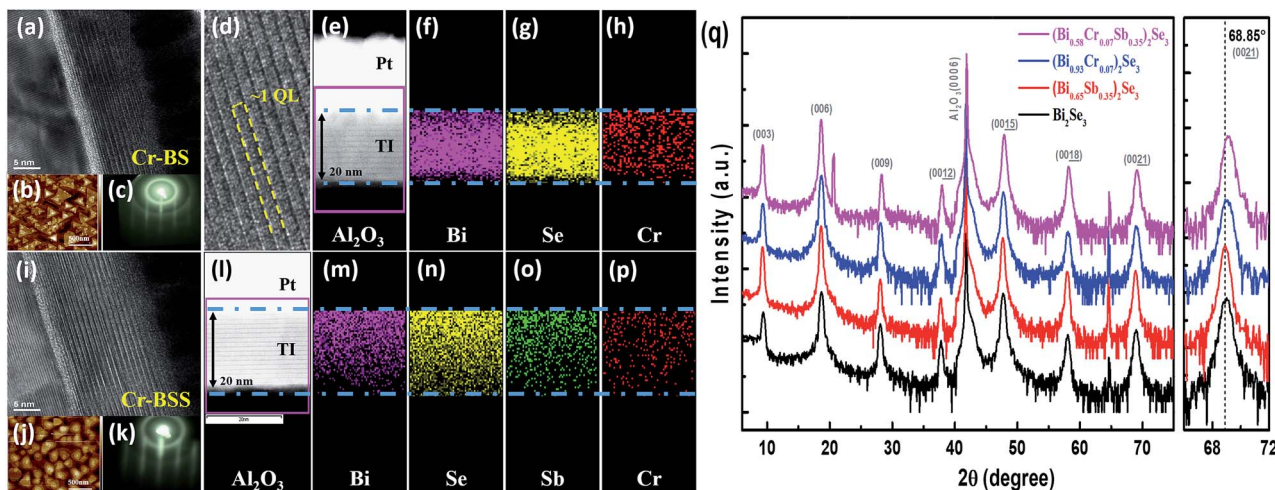 (a)
5 nm
Cr-BS
(b)
500nm
(c)
(d)
~1 QL
(e)
Pt
TI
20 nm
Al₂O₃
(f)
Bi
(g)
Se
(h)
Cr
(i)
5 nm
Cr-BSS
(j)
500nm
(k)
(l)
Pt
TI
20 nm
20nm
Al₂O₃
(m)
Bi
(n)
Se
(o)
Sb
(p)
Cr
(q)
Intensity (a.u.)
(003)
(006)
(009)
(0012)
Al₂O₃(0006)
(0015)
(0018)
(0021)
(Bi₀.₅₈Cr₀.₀₇Sb₀.₃₅)₂Se₃
(Bi₀.₉₃Cr₀.₀₇)₂Se₃
(Bi₀.₆₅Sb₀.₃₅)₂Se₃
Bi₂Se₃
10 20 30 40 50 60 70
2θ (degree)
68.85°
(0021)
68 70 72